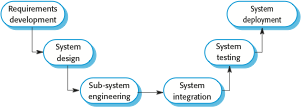 Requirements
development
System
design
Sub-system
engineering
System
integration
System
testing
System
deployment